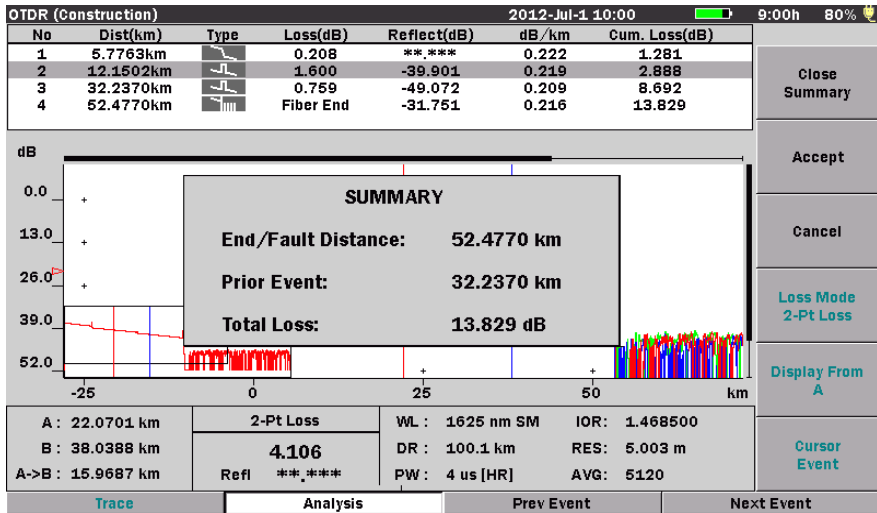 OTDR (Construction) 2012-Jul-1 10:00 9:00h 80%
No Dist(km) Type Loss(dB) Reflect(dB) dB/km Cum. Loss(dB)
1 5.7763km 0.208 **.*** 0.222 1.281
2 12.1502km 1.600 -39.901 0.219 2.888
3 32.2370km 0.759 -49.072 0.209 8.692
4 52.4770km Fiber End -31.751 0.216 13.829
Close
Summary
Accept
Cancel
Loss Mode
2-Pt Loss
Display From
A
Cursor
Event
dB
0.0
13.0
26.0
39.0
52.0
SUMMARY
End/Fault Distance: 52.4770 km
Prior Event: 32.2370 km
Total Loss: 13.829 dB
-25 0 25 50 km
A: 22.0701 km
B: 38.0388 km
A->B: 15.9687 km
2-Pt Loss
4.106
Refl **.***
WL: 1625 nm SM IOR: 1.468500
DR: 100.1 km RES: 5.003 m
PW: 4 us [HR] AVG: 5120
Trace Analysis Prev Event Next Event